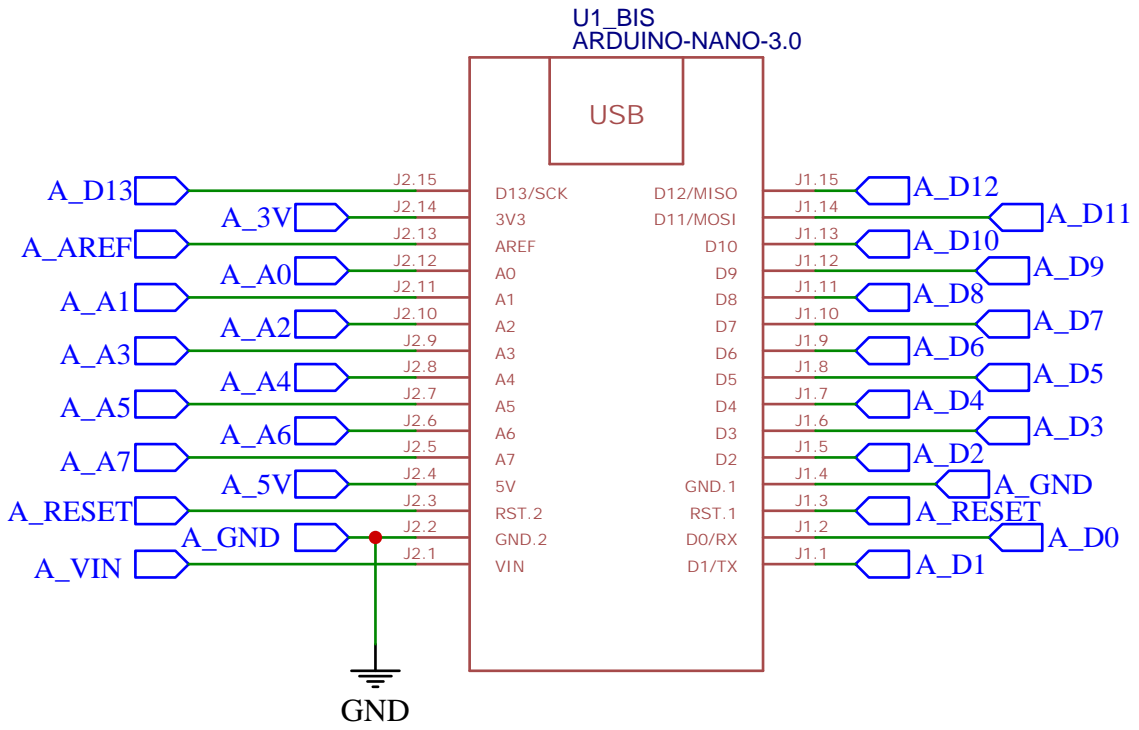 U1_BIS
ARDUINO-NANO-3.0
USB
A_D13 J2.15 D13/SCK D12/MISO J1.15 A_D12
A_3V J2.14 3V3 D11/MOSI J1.14 A_D11
A_AREF J2.13 AREF D10 J1.13 A_D10
A_A0 J2.12 A0 D9 J1.12 A_D9
A_A1 J2.11 A1 D8 J1.11 A_D8
A_A2 J2.10 A2 D7 J1.10 A_D7
A_A3 J2.9 A3 D6 J1.9 A_D6
A_A4 J2.8 A4 D5 J1.8 A_D5
A_A5 J2.7 A5 D4 J1.7 A_D4
A_A6 J2.6 A6 D3 J1.6 A_D3
A_A7 J2.5 A7 D2 J1.5 A_D2
A_5V J2.4 5V GND.1 J1.4 A_GND
A_RESET J2.3 RST.2 RST.1 J1.3 A_RESET
A_GND J2.2 GND.2 D0/RX J1.2 A_D0
A_VIN J2.1 VIN D1/TX J1.1 A_D1
GND